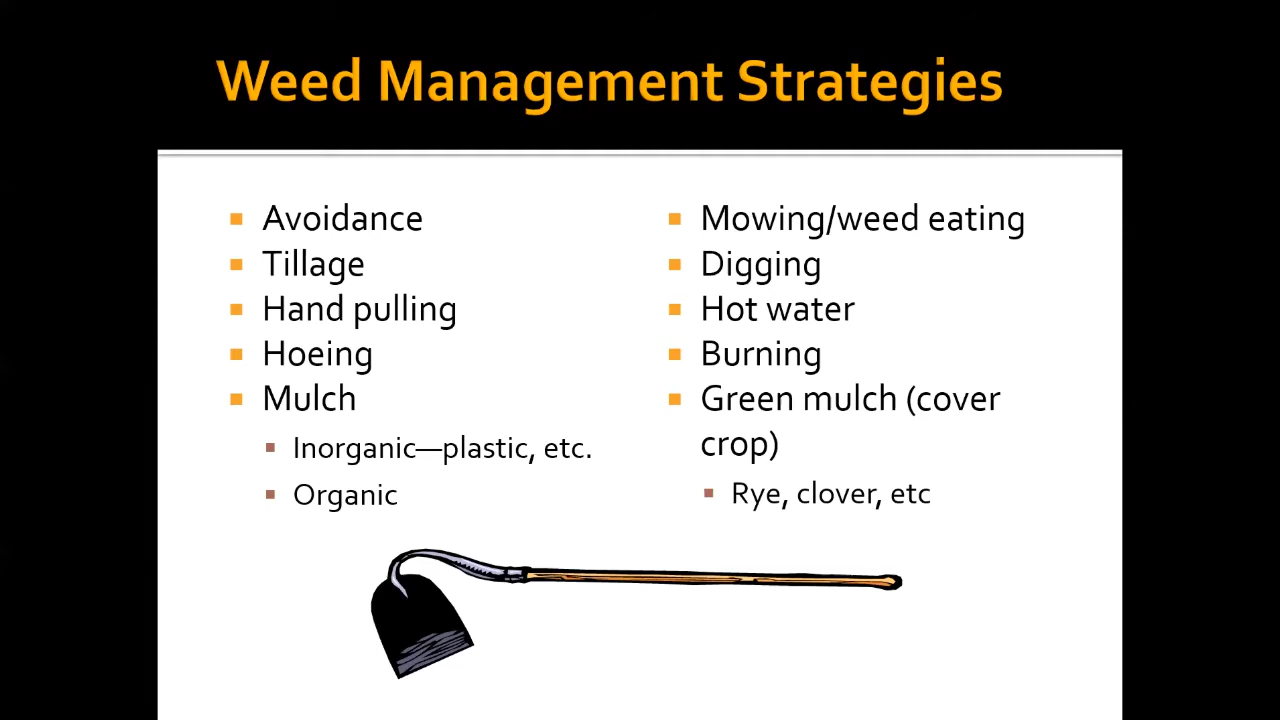 Weed Management Strategies
Avoidance
Tillage
Hand pulling
Hoeing
Mulch
Inorganic—plastic, etc.
Organic
Mowing/weed eating
Digging
Hot water
Burning
Green mulch (cover
crop)
Rye, clover, etc